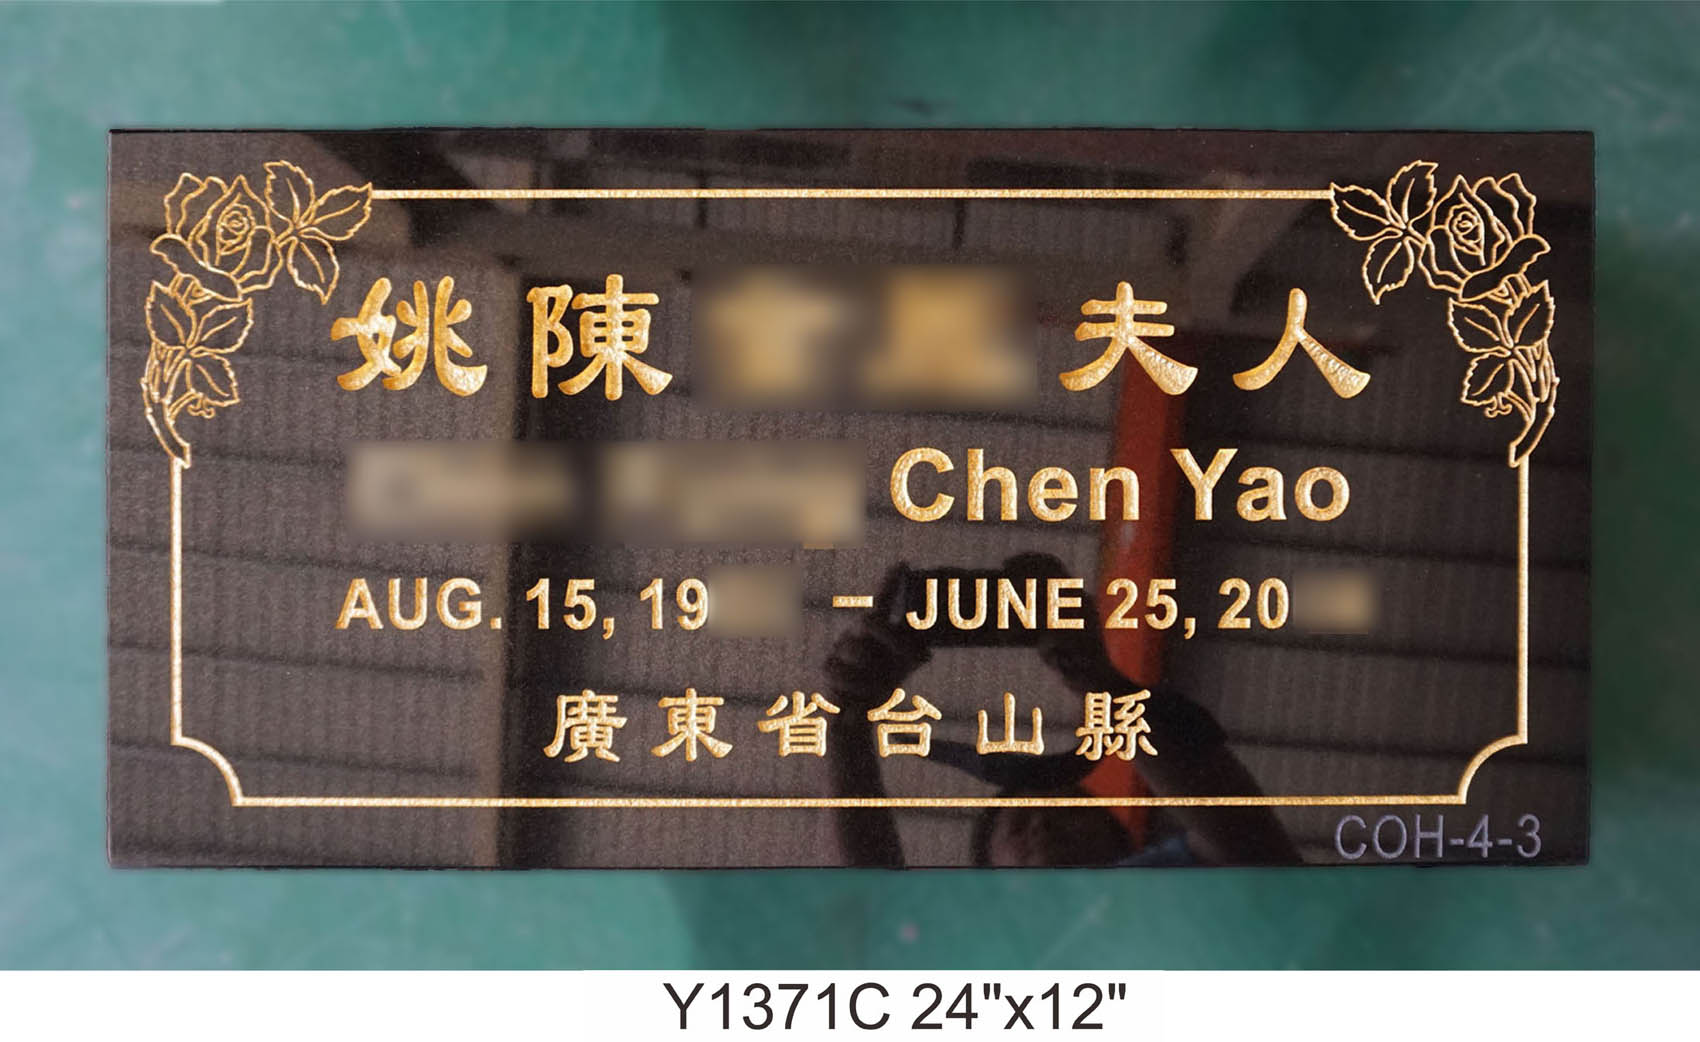 姚陳 夫人
Chen Yao
AUG. 15, 19 - JUNE 25, 20
廣東省台山縣
COH-4-3
Y1371C 24"x12"